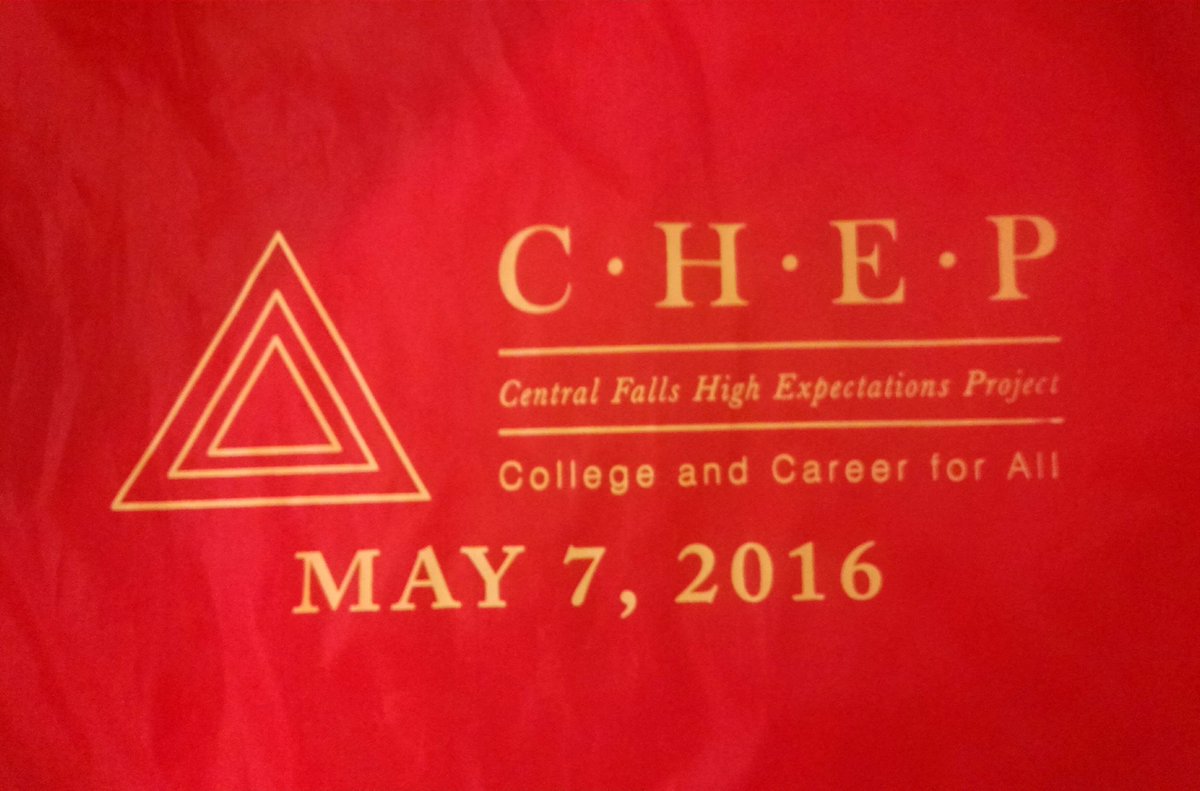 C·H·E·P
Central Falls High Expectations Project
College and Career for All
MAY 7, 2016